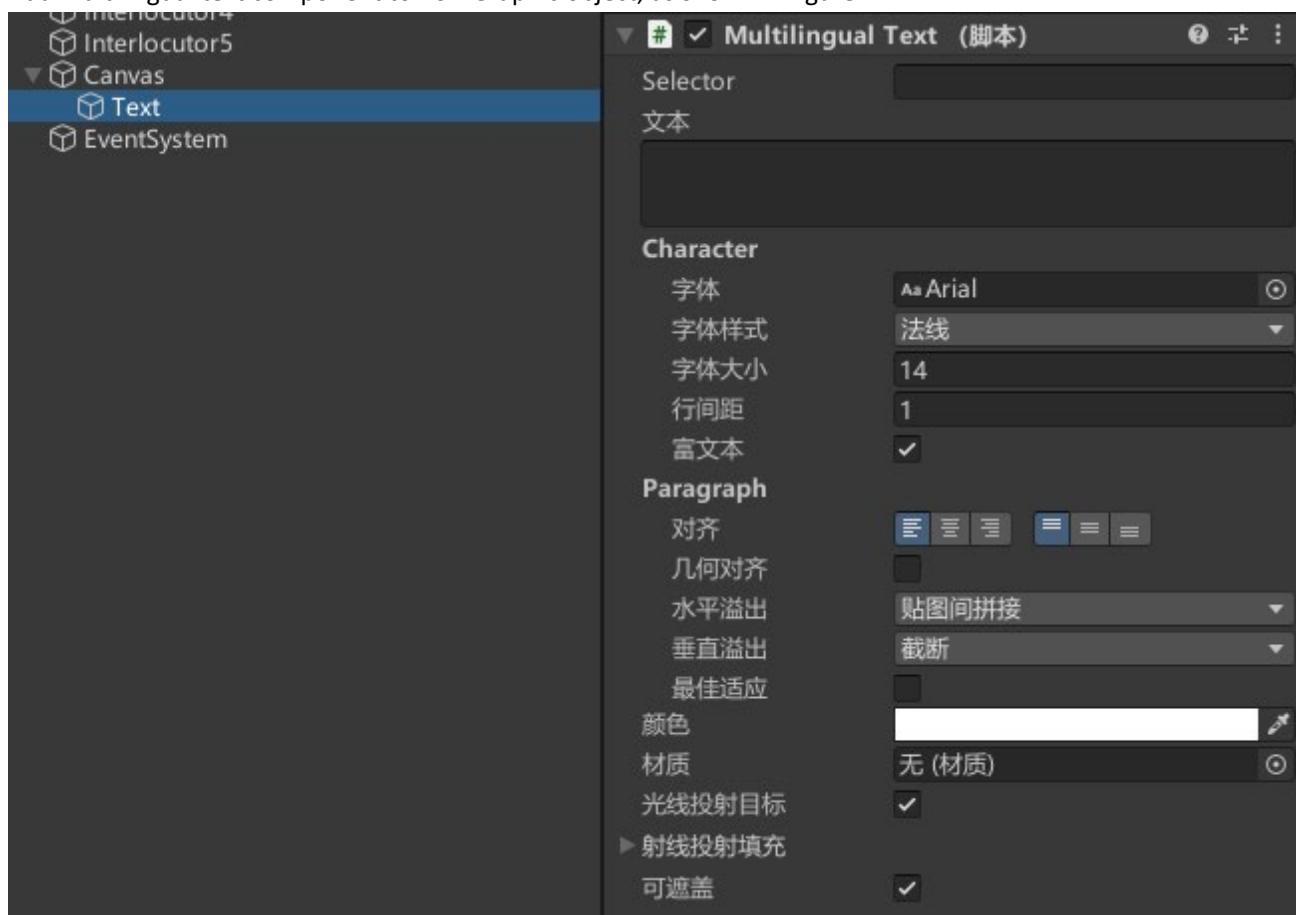 Interlocutor4
Interlocutor5
Canvas
Text
EventSystem
# Multilingual Text (脚本)
Selector
文本
Character
字体 Aa Arial
字体样式 法线
字体大小 14
行间距 1
富文本
Paragraph
对齐
几何对齐
水平溢出 贴图间拼接
垂直溢出 截断
最佳适应
颜色
材质 无 (材质)
光线投射目标
射线投射填充
可遮盖